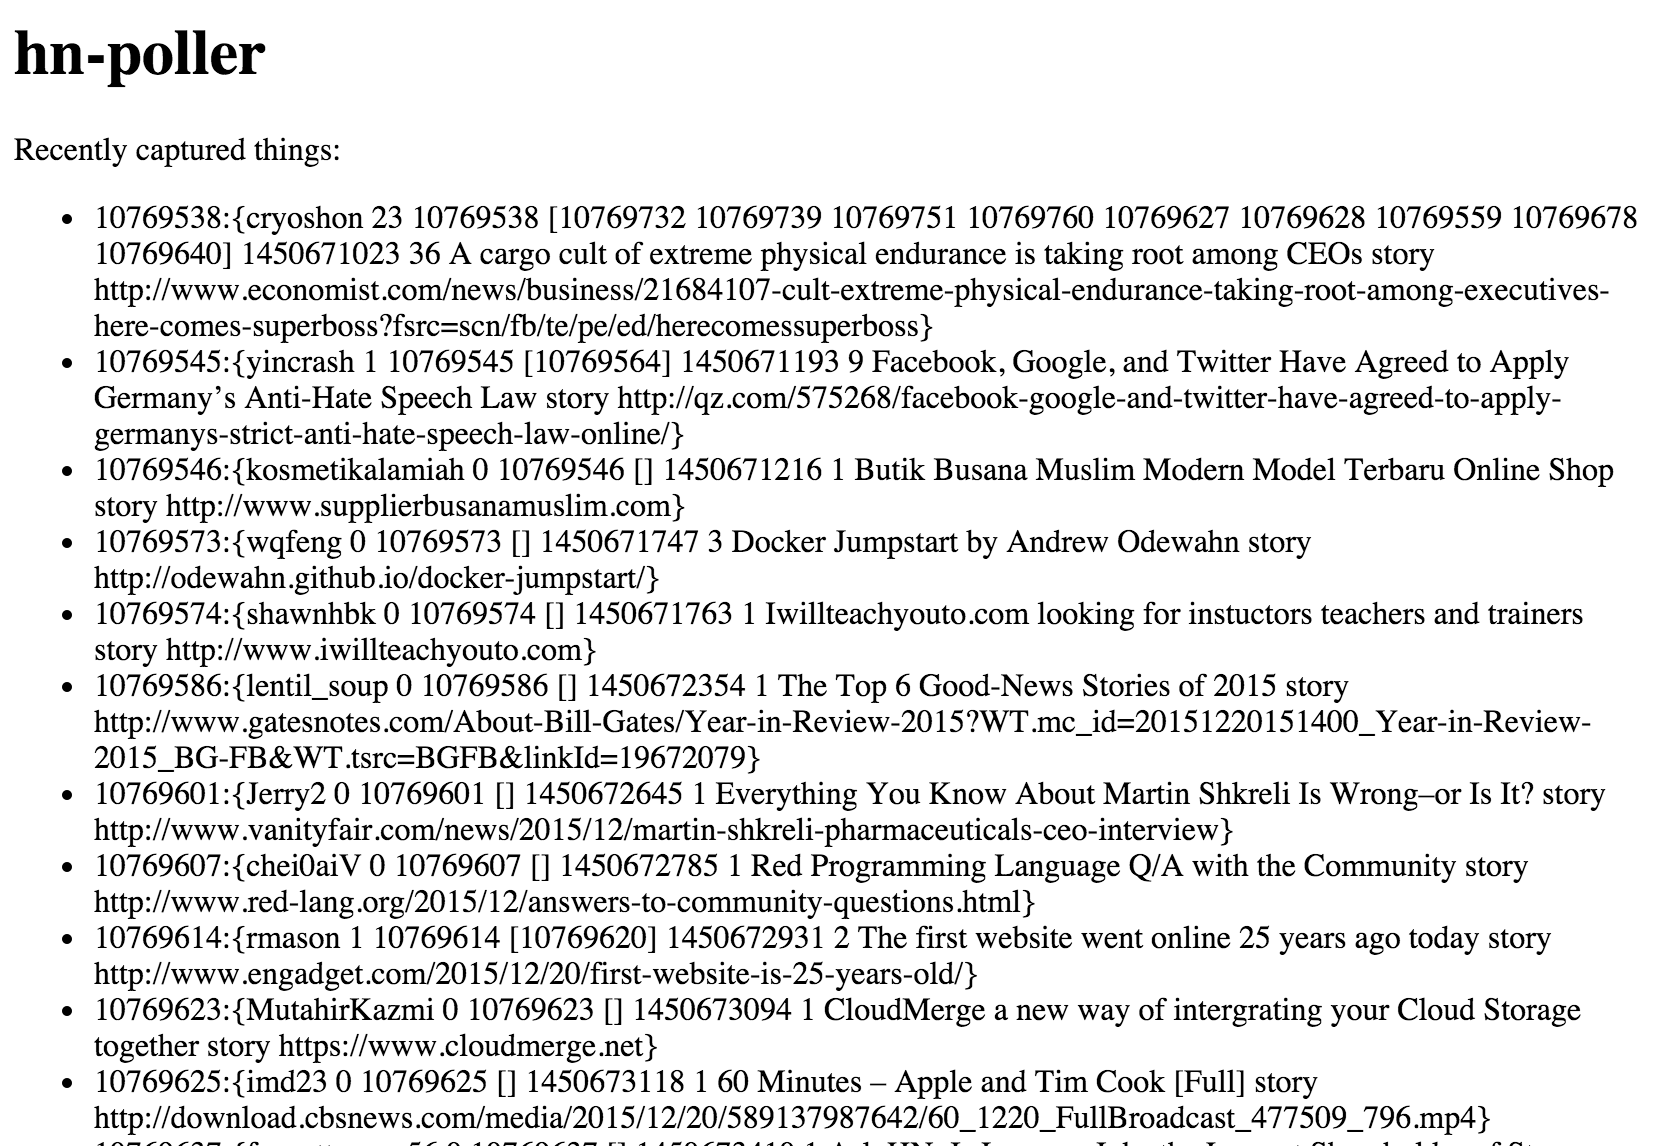 hn-poller
Recently captured things:
10769538:{cryoshon 23 10769538 [10769732 10769739 10769751 10769760 10769627 10769628 10769559 10769678
10769640] 1450671023 36 A cargo cult of extreme physical endurance is taking root among CEOs story
http://www.economist.com/news/business/21684107-cult-extreme-physical-endurance-taking-root-among-executives-
here-comes-superboss?fsrc=scn/fb/te/pe/ed/herecomessuperboss}
10769545:{yincrash 1 10769545 [10769564] 1450671193 9 Facebook, Google, and Twitter Have Agreed to Apply
Germany’s Anti-Hate Speech Law story http://qz.com/575268/facebook-google-and-twitter-have-agreed-to-apply-
germanys-strict-anti-hate-speech-law-online/}
10769546:{kosmetikalamiah 0 10769546 [] 1450671216 1 Butik Busana Muslim Modern Model Terbaru Online Shop
story http://www.supplierbusanamuslim.com}
10769573:{wqfeng 0 10769573 [] 1450671747 3 Docker Jumpstart by Andrew Odewahn story
http://odewahn.github.io/docker-jumpstart/}
10769574:{shawnhbk 0 10769574 [] 1450671763 1 Iwillteachyouto.com looking for instuctors teachers and trainers
story http://www.iwillteachyouto.com}
10769586:{lentil_soup 0 10769586 [] 1450672354 1 The Top 6 Good-News Stories of 2015 story
http://www.gatesnotes.com/About-Bill-Gates/Year-in-Review-2015?WT.mc_id=20151220151400_Year-in-Review-
2015_BG-FB&WT.tsrc=BGFB&linkId=19672079}
10769601:{Jerry2 0 10769601 [] 1450672645 1 Everything You Know About Martin Shkreli Is Wrong–or Is It? story
http://www.vanityfair.com/news/2015/12/martin-shkreli-pharmaceuticals-ceo-interview}
10769607:{chei0aiV 0 10769607 [] 1450672785 1 Red Programming Language Q/A with the Community story
http://www.red-lang.org/2015/12/answers-to-community-questions.html}
10769614:{rmason 1 10769614 [10769620] 1450672931 2 The first website went online 25 years ago today story
http://www.engadget.com/2015/12/20/first-website-is-25-years-old/}
10769623:{MutahirKazmi 0 10769623 [] 1450673094 1 CloudMerge a new way of intergrating your Cloud Storage
together story https://www.cloudmerge.net}
10769625:{imd23 0 10769625 [] 1450673118 1 60 Minutes – Apple and Tim Cook [Full] story
http://download.cbsnews.com/media/2015/12/20/589137987642/60_1220_FullBroadcast_477509_796.mp4}